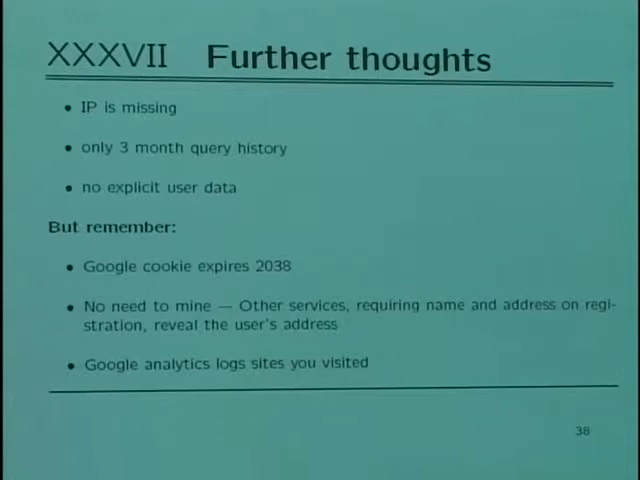 XXXVII Further thoughts
• IP is missing
• only 3 month query history
• no explicit user data
But remember:
• Google cookie expires 2038
• No need to mine — Other services, requiring name and address on regi-
stration, reveal the user's address
• Google analytics logs sites you visited
38